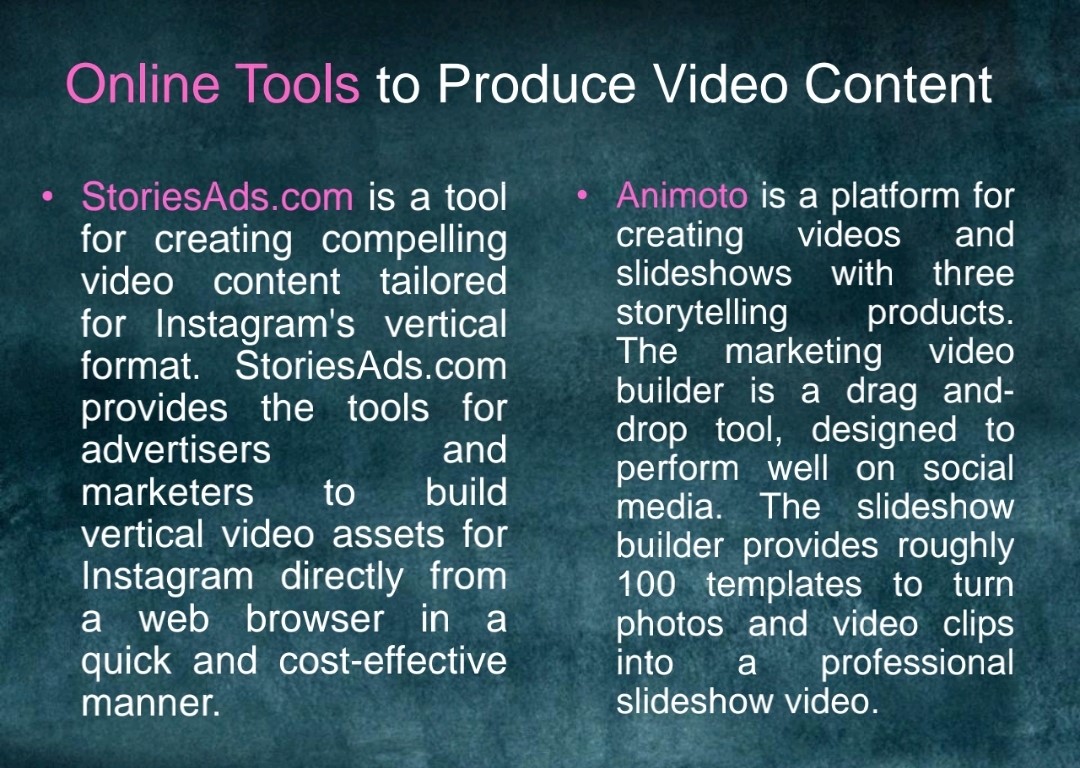 Online Tools to Produce Video Content
• StoriesAds.com is a tool
for creating compelling
video content tailored
for Instagram's vertical
format. StoriesAds.com
provides the tools for
advertisers and
marketers to build
vertical video assets for
Instagram directly from
a web browser in a
quick and cost-effective
manner.
• Animoto is a platform for
creating videos and
slideshows with three
storytelling products.
The marketing video
builder is a drag and-
drop tool, designed to
perform well on social
media. The slideshow
builder provides roughly
100 templates to turn
photos and video clips
into a professional
slideshow video.